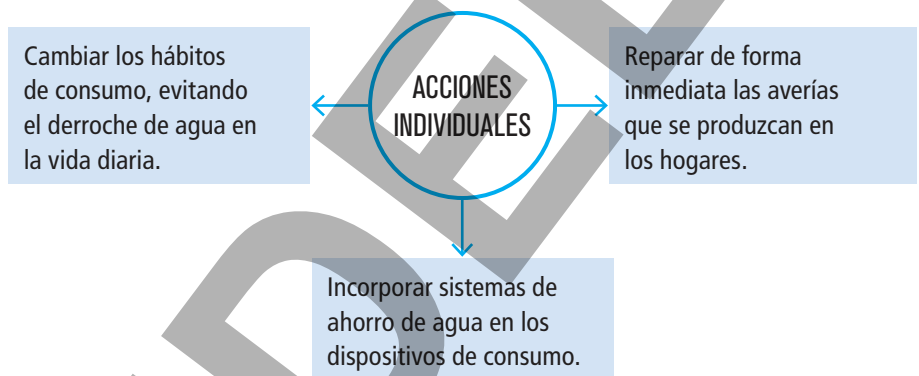 Cambiar los hábitos
de consumo, evitando
el derroche de agua en
la vida diaria.
ACCIONES
INDIVIDUALES
Reparar de forma
inmediata las averías
que se produzcan en
los hogares.
Incorporar sistemas de
ahorro de agua en los
dispositivos de consumo.